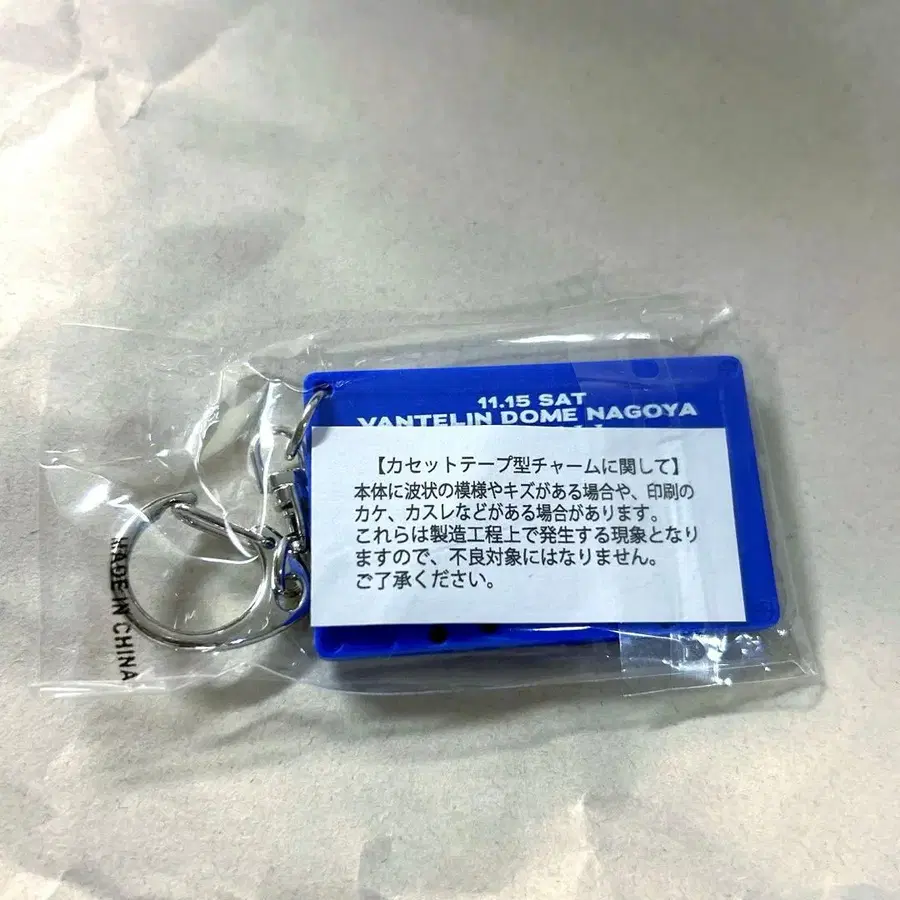 11.15 SAT
VANTELIN DOME NAGOYA
【カセットテープ型チャームに関して】
本体に波状の模様やキズがある場合や、印刷の
カケ、カスレなどがある場合があります。
これらは製造工程上で発生する現象となり
ますので、不良対象にはなりません。
ご了承ください。
MADE IN CHINA